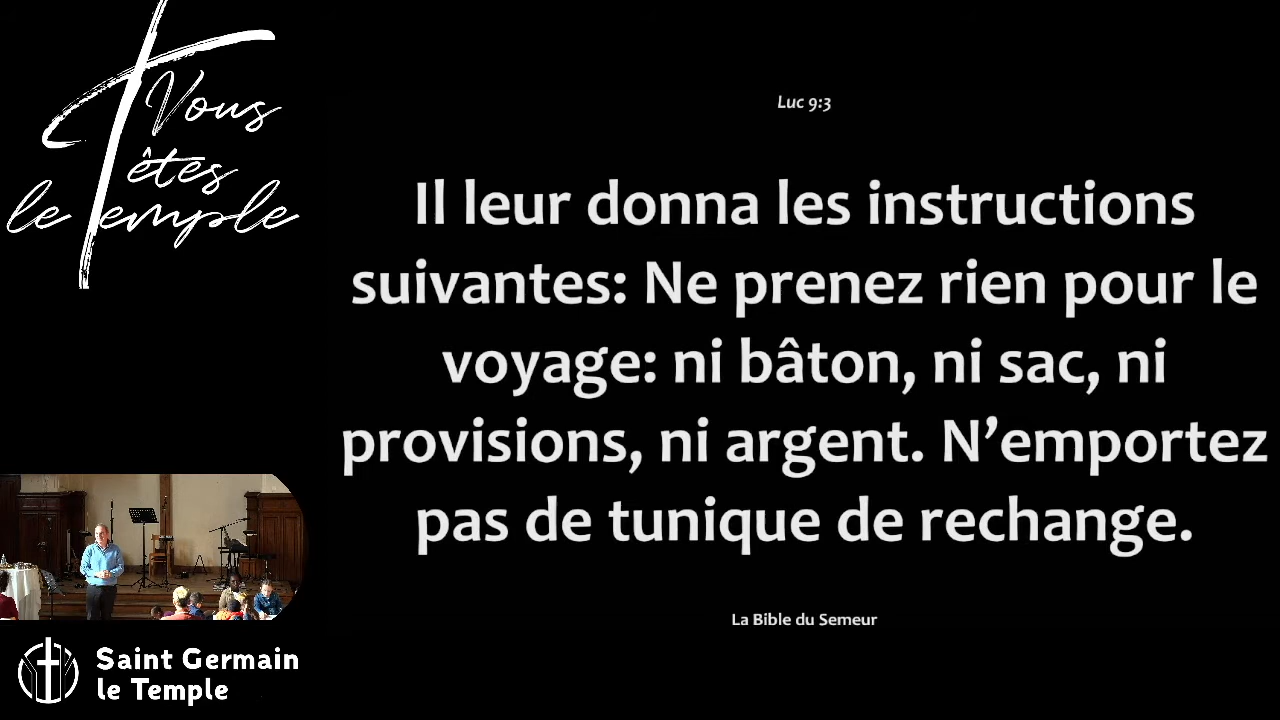 Vous
êtes
le Temple
Luc 9:3
Il leur donna les instructions
suivantes: Ne prenez rien pour le
voyage: ni bâton, ni sac, ni
provisions, ni argent. N’emportez
pas de tunique de rechange.
La Bible du Semeur
Saint Germain
le Temple